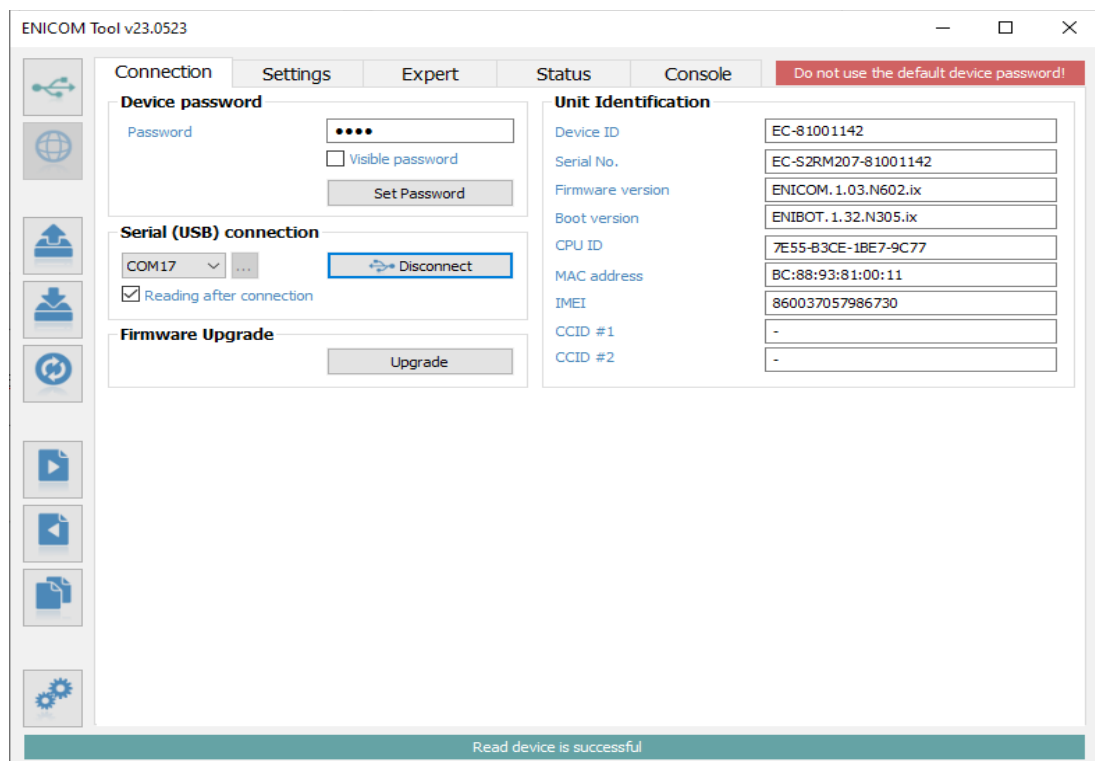 ENICOM Tool v23.0523
Connection Settings Expert Status Console Do not use the default device password!
Device password
Password ••••
Visible password
Set Password
Serial (USB) connection
COM17 ... Disconnect
Reading after connection
Firmware Upgrade
Upgrade
Unit Identification
Device ID EC-81001142
Serial No. EC-S2RM207-81001142
Firmware version ENICOM.1.03.N602.ix
Boot version ENIBOT.1.32.N305.ix
CPU ID 7E55-B3CE-1BE7-9C77
MAC address BC:88:93:81:00:11
IMEI 860037057986730
CCID #1 -
CCID #2 -
Read device is successful